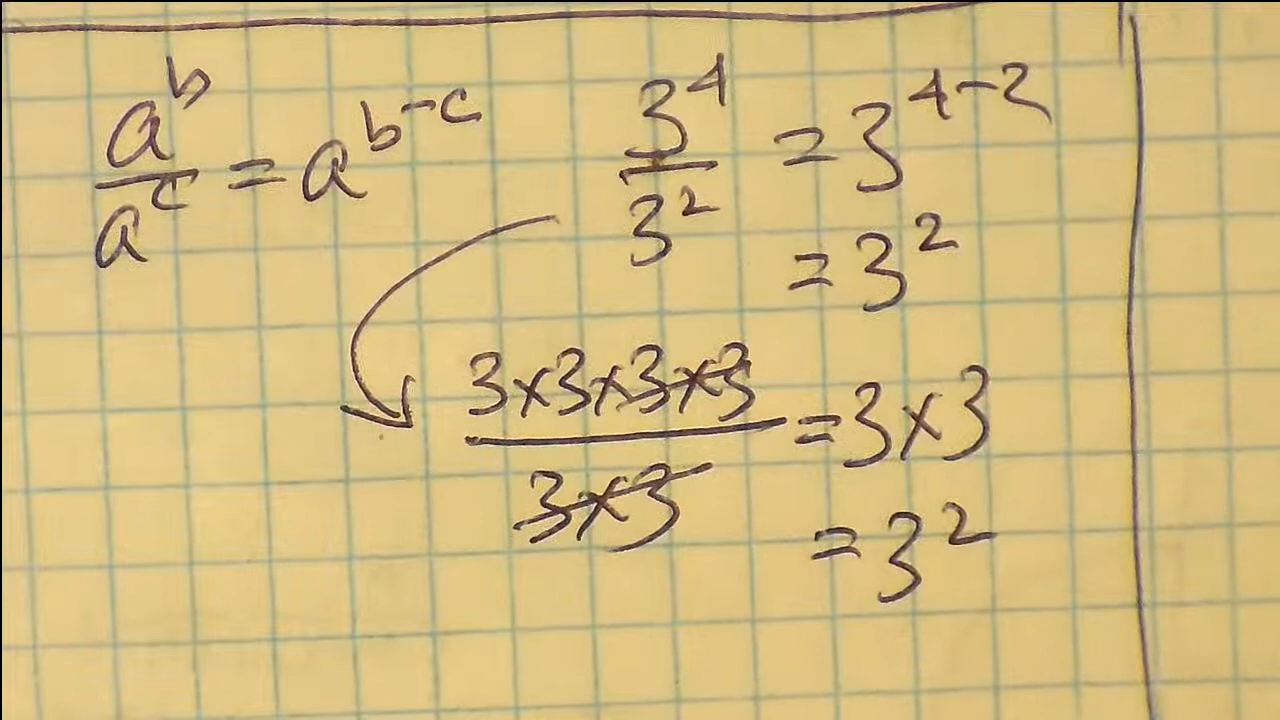 a^b/a^c = a^(b-c)
3^4/3^2 = 3^(4-2)
= 3^2
3×3×3×3/3×3 = 3×3
= 3^2